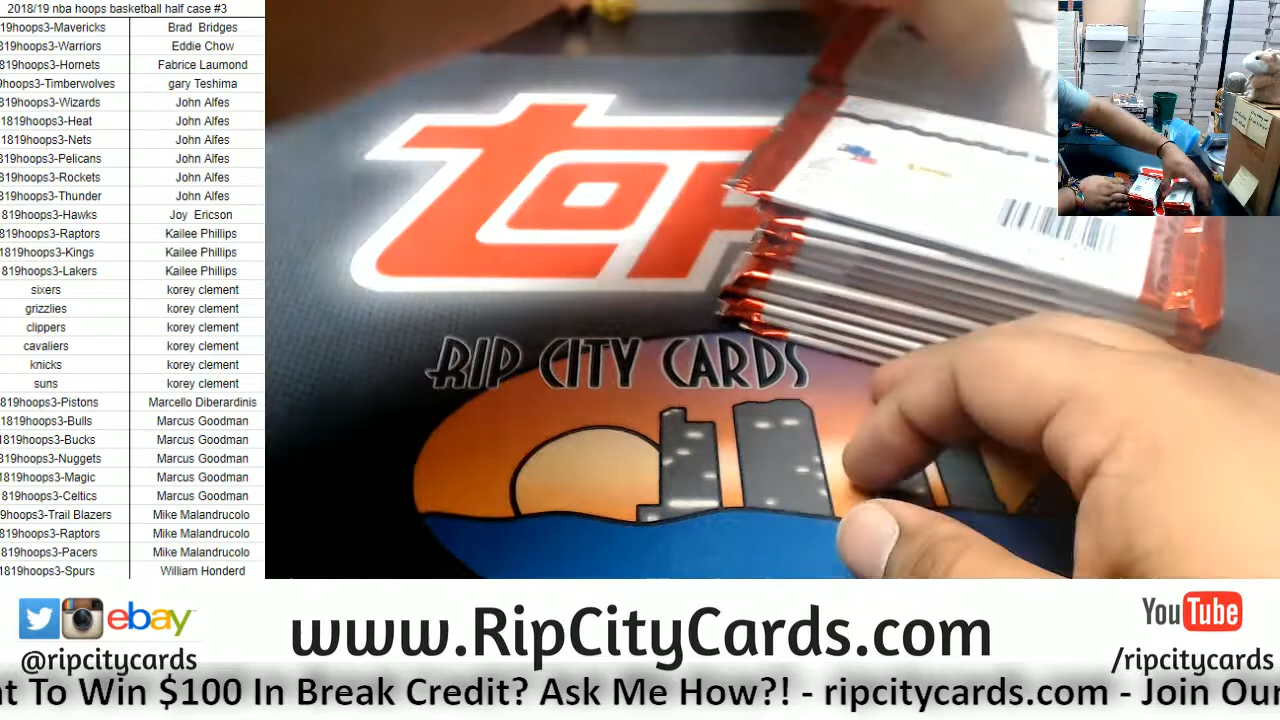 2018/19 nba hoops basketball half case #3
19hoops3-Mavericks Brad Bridges
819hoops3-Warriors Eddie Chow
819hoops3-Hornets Fabrice Laumond
9hoops3-Timberwolves gary Teshima
819hoops3-Wizards John Alfes
1819hoops3-Heat John Alfes
1819hoops3-Nets John Alfes
819hoops3-Pelicans John Alfes
819hoops3-Rockets John Alfes
819hoops3-Thunder John Alfes
819hoops3-Hawks Joy Ericson
819hoops3-Raptors Kailee Phillips
1819hoops3-Kings Kailee Phillips
819hoops3-Lakers Kailee Phillips
sixers korey clement
grizzlies korey clement
clippers korey clement
cavaliers korey clement
knicks korey clement
suns korey clement
819hoops3-Pistons Marcello Diberardinis
1819hoops3-Bulls Marcus Goodman
1819hoops3-Bucks Marcus Goodman
819hoops3-Nuggets Marcus Goodman
1819hoops3-Magic Marcus Goodman
819hoops3-Celtics Marcus Goodman
9hoops3-Trail Blazers Mike Malandrucolo
819hoops3-Raptors Mike Malandrucolo
819hoops3-Pacers Mike Malandrucolo
1819hoops3-Spurs William Honderd
top
RIP CITY CARDS
ebay
@ripcitycards
www.RipCityCards.com
YouTube
/ripcitycards
nt To Win $100 In Break Credit? Ask Me How?! - ripcitycards.com - Join Our